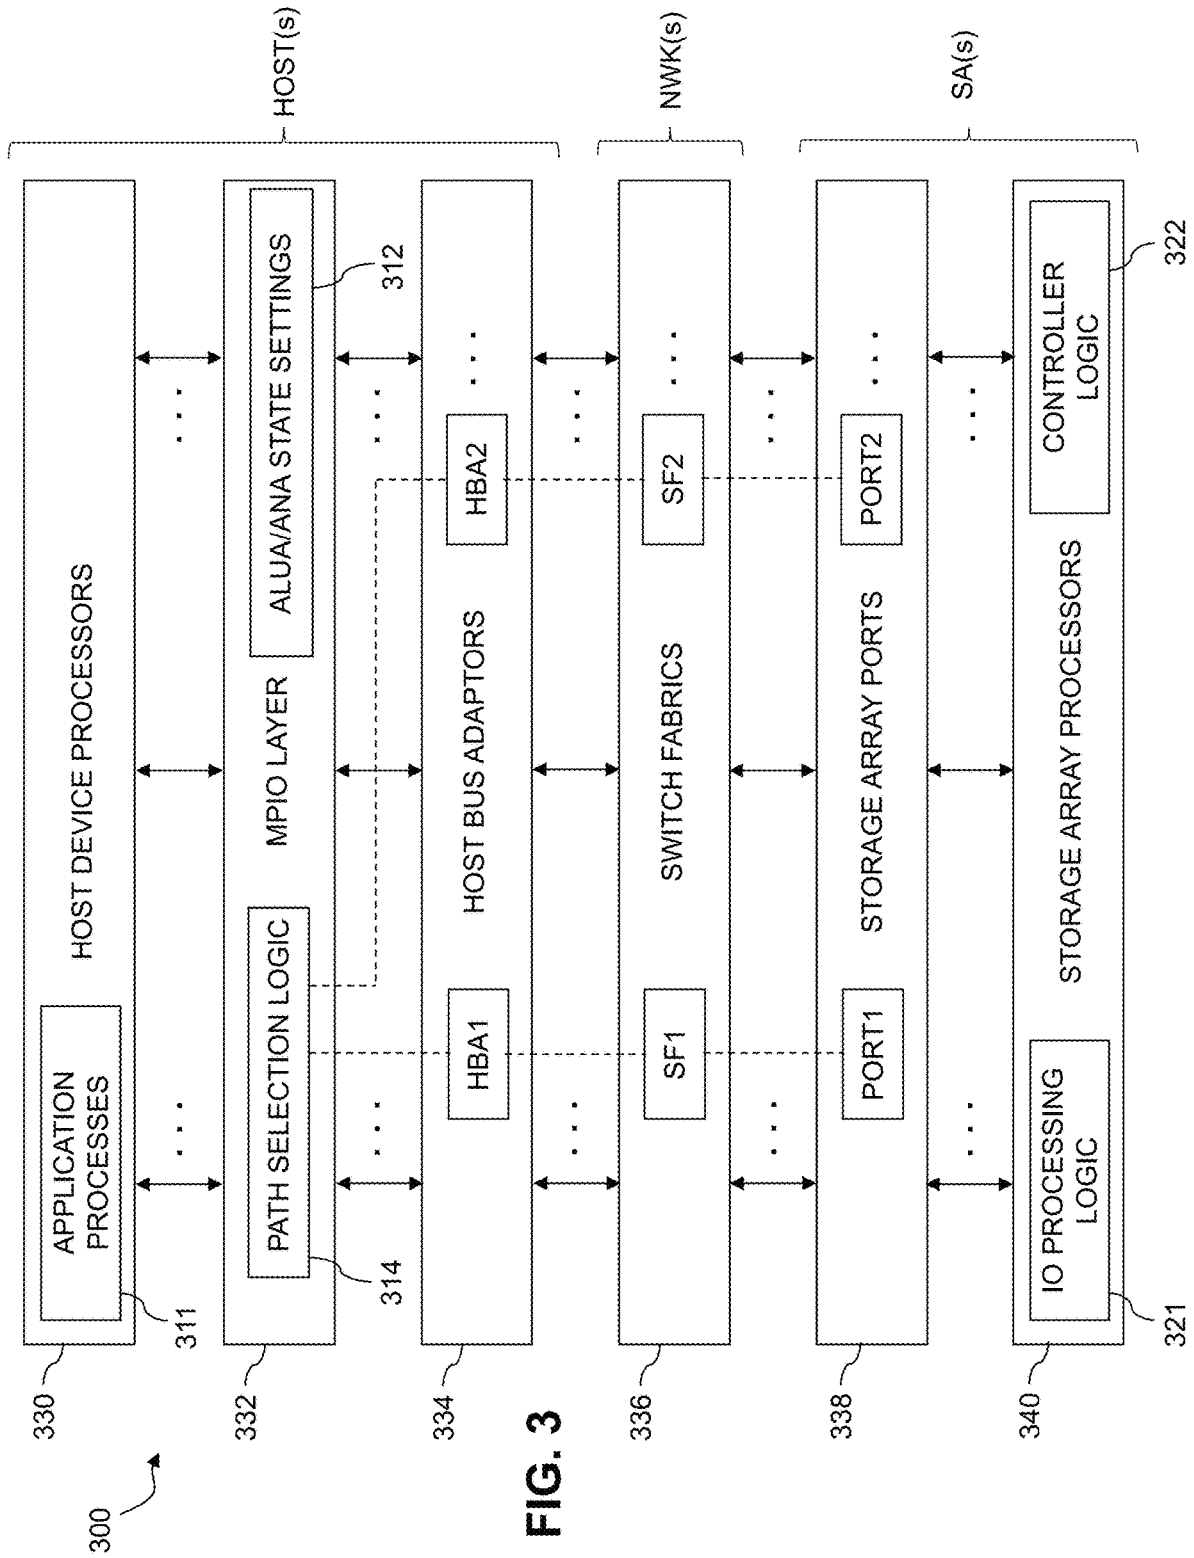 300
330
HOST DEVICE PROCESSORS
APPLICATION
PROCESSES
311
HOST(s)
332
PATH SELECTION LOGIC
314
MPIO LAYER
ALUA/ANA STATE SETTINGS
312
334
HBA1
HOST BUS ADAPTORS
HBA2
336
SF1
SWITCH FABRICS
SF2
NWK(s)
338
PORT1
STORAGE ARRAY PORTS
PORT2
SA(s)
340
IO PROCESSING
LOGIC
321
STORAGE ARRAY PROCESSORS
CONTROLLER
LOGIC
322
FIG. 3